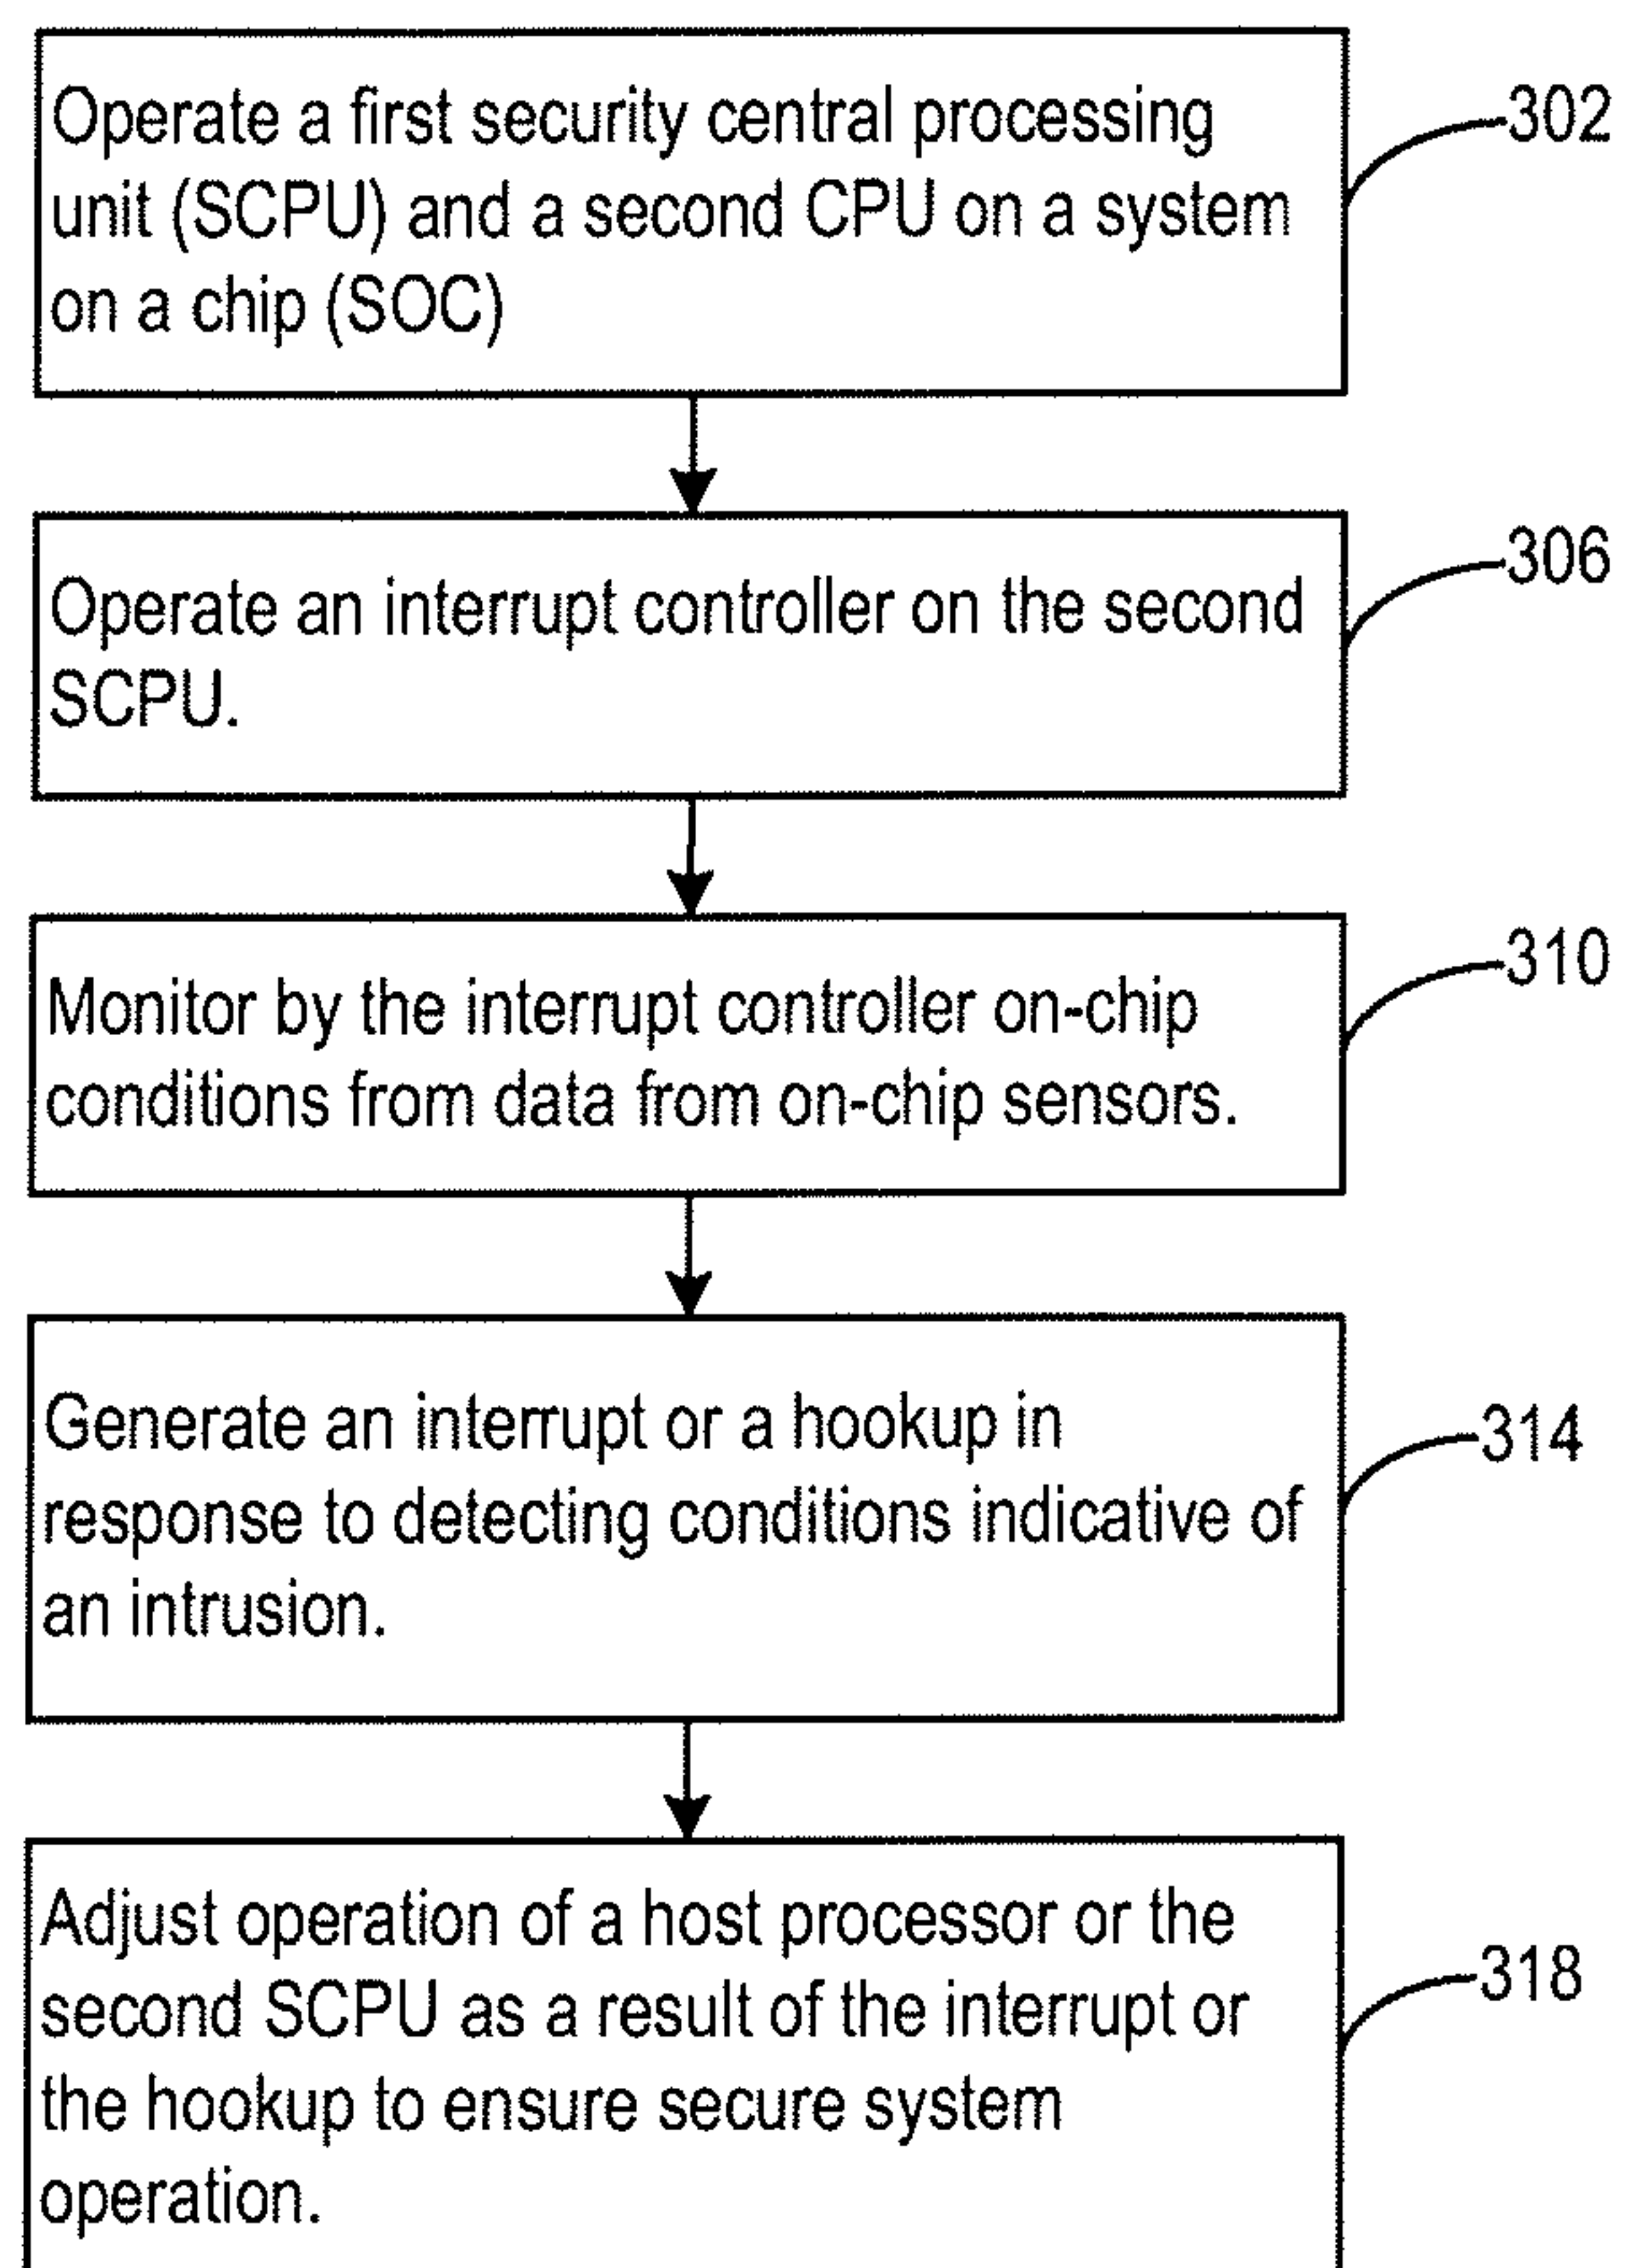 Operate a first security central processing
unit (SCPU) and a second CPU on a system
on a chip (SOC)
302
Operate an interrupt controller on the second
SCPU.
306
Monitor by the interrupt controller on-chip
conditions from data from on-chip sensors.
310
Generate an interrupt or a hookup in
response to detecting conditions indicative of
an intrusion.
314
Adjust operation of a host processor or the
second SCPU as a result of the interrupt or
the hookup to ensure secure system
operation.
318